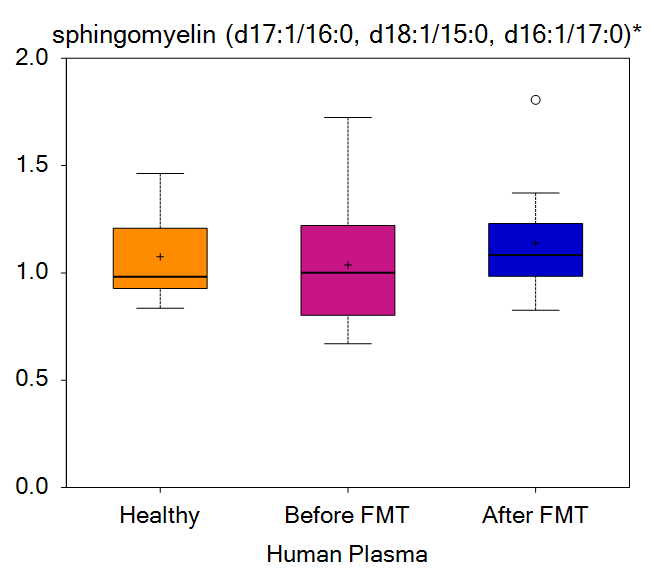 sphingomyelin (d17:1/16:0, d18:1/15:0, d16:1/17:0)*
2.0
1.5
1.0
0.5
0.0
Healthy Before FMT After FMT
Human Plasma